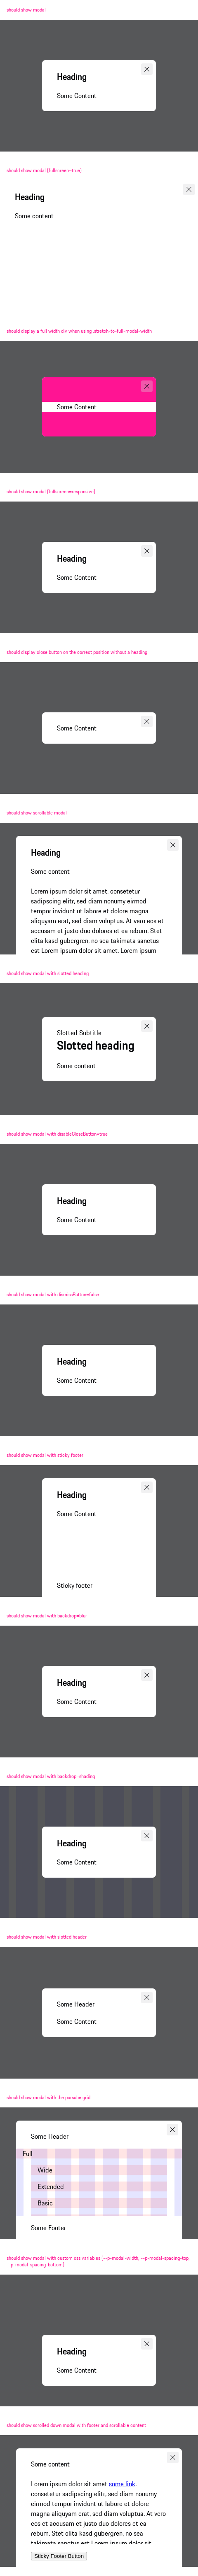 should show modal
Heading
Some Content
should show modal [fullscreen=true]
Heading
Some content
should display a full width div when using .stretch-to-full-modal-width
Some Content
should show modal [fullscreen=responsive]
Heading
Some Content
should display close button on the correct position without a heading
Some Content
should show scrollable modal
Heading
Some content
Lorem ipsum dolor sit amet, consetetur
sadipscing elitr, sed diam nonumy eirmod
tempor invidunt ut labore et dolore magna
aliquyam erat, sed diam voluptua. At vero eos et
accusam et justo duo dolores et ea rebum. Stet
clita kasd gubergren, no sea takimata sanctus
est Lorem ipsum dolor sit amet. Lorem ipsum
should show modal with slotted heading
Slotted Subtitle
Slotted heading
Some content
should show modal with disableCloseButton=true
Heading
Some Content
should show modal with dismissButton=false
Heading
Some Content
should show modal with sticky footer
Heading
Some Content
Sticky footer
should show modal with backdrop=blur
Heading
Some Content
should show modal with backdrop=shading
Heading
Some Content
should show modal with slotted header
Some Header
Some Content
should show modal with the porsche grid
Some Header
Full
Wide
Extended
Basic
Some Footer
should show modal with custom css variables [--p-modal-width, --p-modal-spacing-top,
--p-modal-spacing-bottom]
Heading
Some Content
should show scrolled down modal with footer and scrollable content
Some content
Lorem ipsum dolor sit amet some link,
consetetur sadipscing elitr, sed diam nonumy
eirmod tempor invidunt ut labore et dolore
magna aliquyam erat, sed diam voluptua. At vero
eos et accusam et justo duo dolores et ea
rebum. Stet clita kasd gubergren, no sea
takimata sanctus est Lorem ipsum dolor sit
Sticky Footer Button